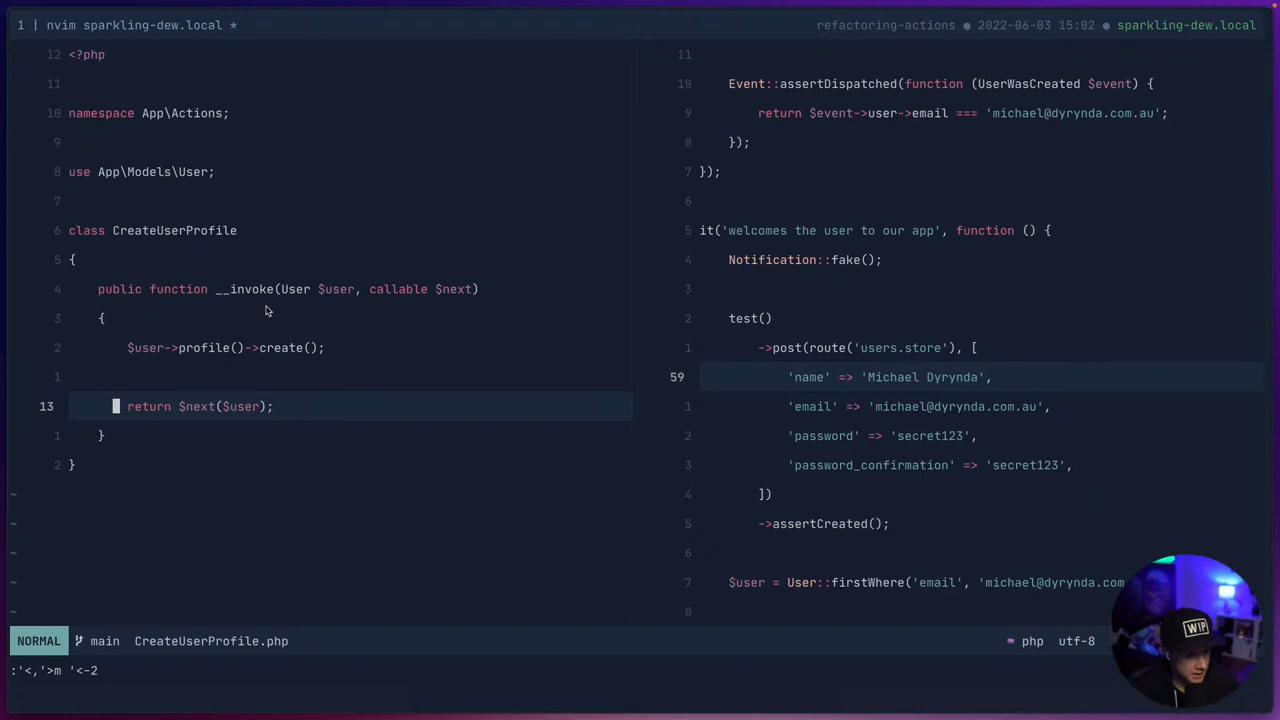 1 | nvim sparkling-dew.local *
refactoring-actions ● 2022-06-03 15:02 ● sparkling-dew.local
12 <?php
11
10 namespace App\Actions;
9
8 use App\Models\User;
7
6 class CreateUserProfile
5 {
4 public function __invoke(User $user, callable $next)
3 {
2 $user->profile()->create();
1
13 return $next($user);
1 }
2 }
~
~
~
~
~
11
10 Event::assertDispatched(function (UserWasCreated $event) {
9 return $event->user->email === 'michael@dyrynda.com.au';
8 });
7 });
6
5 it('welcomes the user to our app', function () {
4 Notification::fake();
3
2 test()
1 ->post(route('users.store'), [
59 'name' => 'Michael Dyrynda',
1 'email' => 'michael@dyrynda.com.au',
2 'password' => 'secret123',
3 'password_confirmation' => 'secret123',
4 ])
5 ->assertCreated();
6
7 $user = User::firstWhere('email', 'michael@dyrynda.com
8
NORMAL main CreateUserProfile.php
php utf-8
:'<,'>m '<-2
WIP